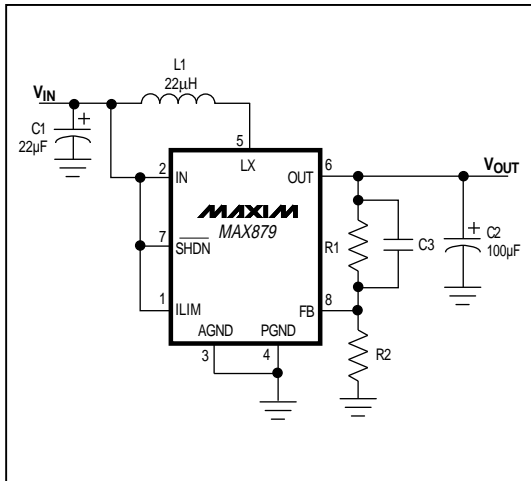 L1
22µH
VIN
C1
22µF
+
5
LX
2
IN
OUT
6
VOUT
MAXIM
MAX879
7
SHDN
R1
C3
+
C2
100µF
1
ILIM
FB
8
AGND
PGND
3
4
R2